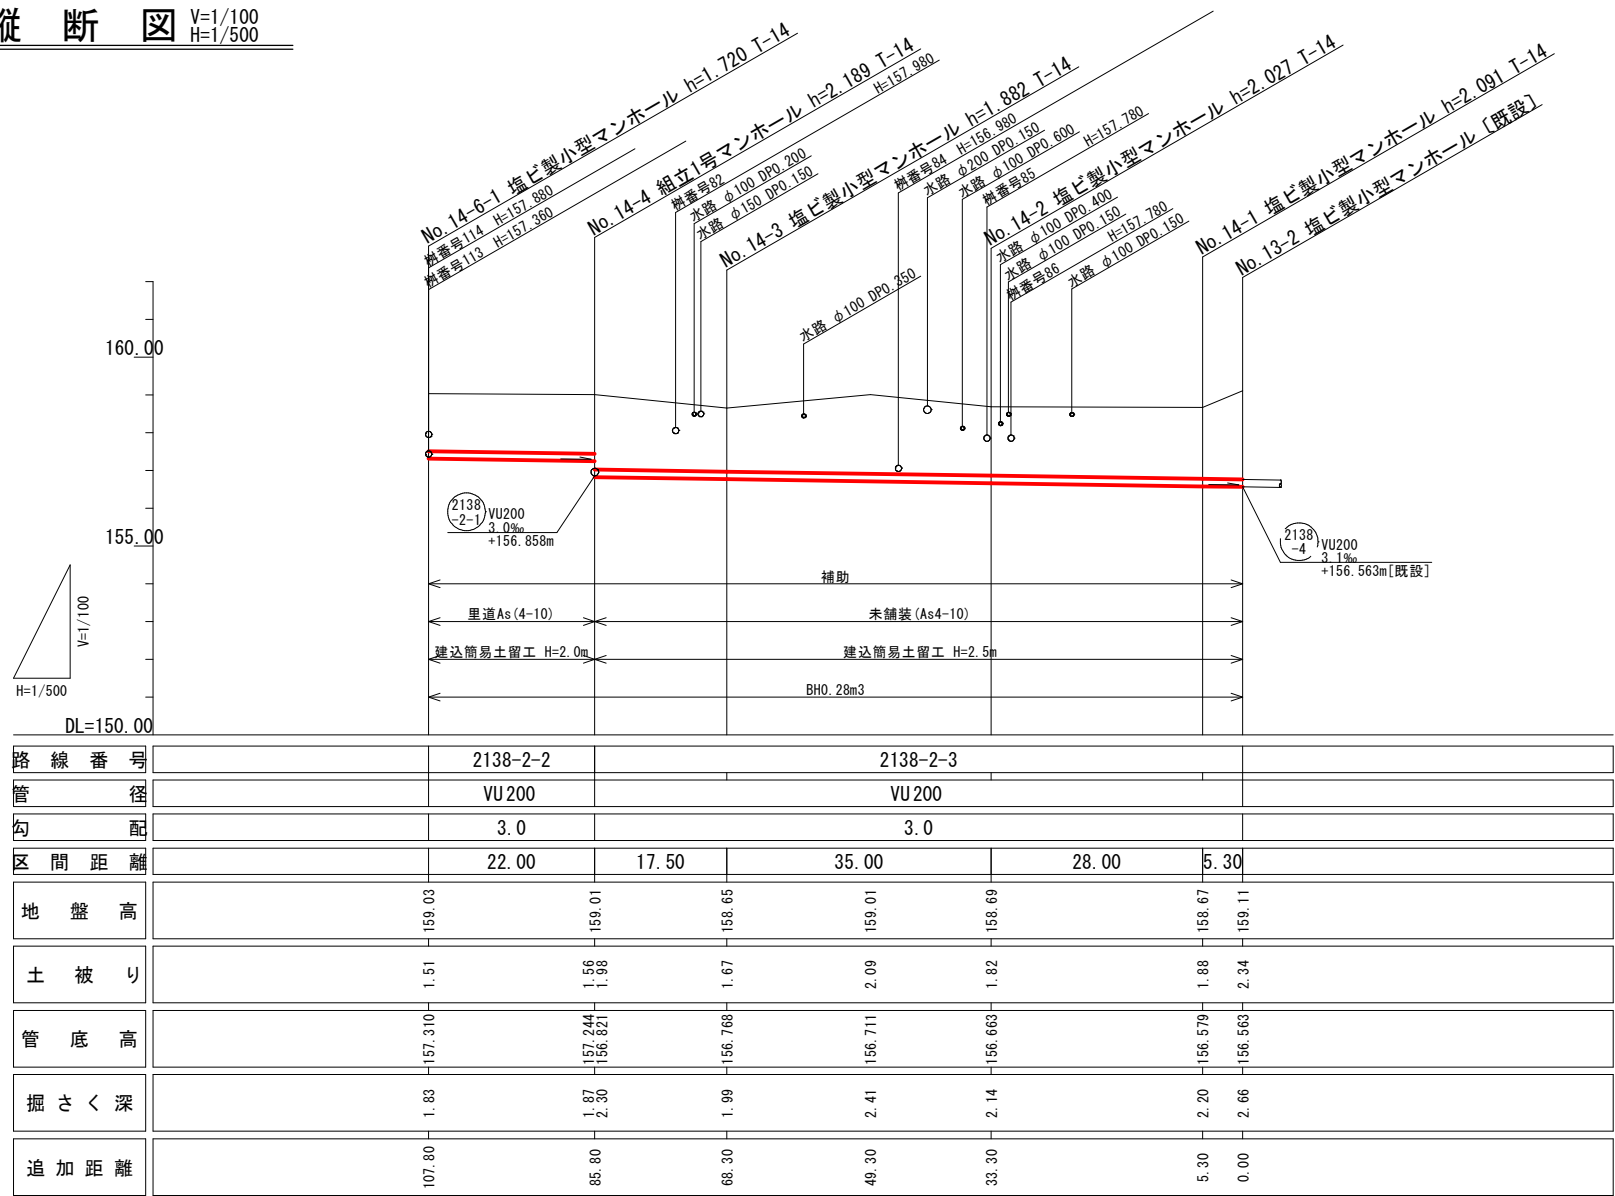 縦 断 図 V=1/100
H=1/500
No.14-6-1 塩ビ製小型マンホール h=1.720 T-14
桝番号114 H=157.880
桝番号113 H=157.360
No.14-4 組立1号マンホール h=2.189 T-14
桝番号82 H=157.980
水路 φ100 DP0.200
水路 φ150 DP0.150
No.14-3 塩ビ製小型マンホール h=1.882 T-14
水路 φ100 DP0.350
桝番号84 H=156.980
水路 φ200 DP0.150
水路 φ100 DP0.600
桝番号85 H=157.780
No.14-2 塩ビ製小型マンホール h=2.027 T-14
水路 φ100 DP0.400
水路 φ100 DP0.150
桝番号86 H=157.780
水路 φ100 DP0.150
No.14-1 塩ビ製小型マンホール h=2.091 T-14
No.13-2 塩ビ製小型マンホール [既設]
160.00
155.00
DL=150.00
V=1/100
H=1/500
2138
-2-1
VU200
3.0‰
+156.858m
2138
-4
VU200
3.1‰
+156.563m[既設]
補助
里道As(4-10) 未舗装(As4-10)
建込簡易土留工 H=2.0m 建込簡易土留工 H=2.5m
BH0.28m3
路線番号 2138-2-2 2138-2-3
管径 VU200 VU200
勾配 3.0 3.0
区間距離 22.00 17.50 35.00 28.00 5.30
地盤高 159.03 159.01 158.65 159.01 158.69 158.67 159.11
土被り 1.51 1.56 1.98 1.67 2.09 1.82 1.88 2.34
管底高 157.310 157.244 156.821 156.768 156.711 156.663 156.579 156.563
掘さく深 1.83 1.87 2.30 1.99 2.41 2.14 2.20 2.66
追加距離 107.80 85.80 68.30 49.30 33.30 5.30 0.00